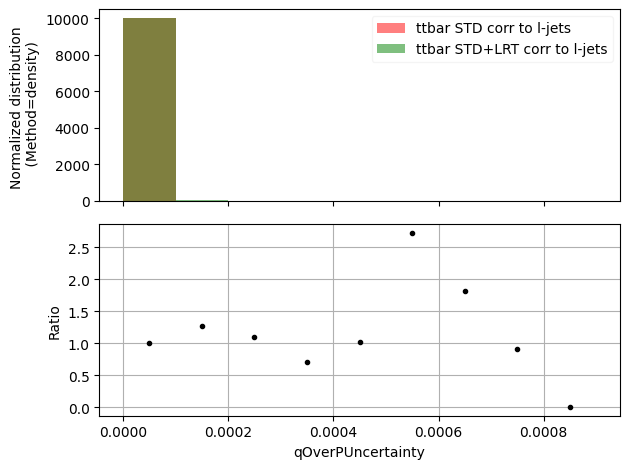 Normalized distribution
(Method=density)
10000
8000
6000
4000
2000
0
ttbar STD corr to l-jets
ttbar STD+LRT corr to l-jets
Ratio
2.5
2.0
1.5
1.0
0.5
0.0
0.0000
0.0002
0.0004
0.0006
0.0008
qOverPUncertainty